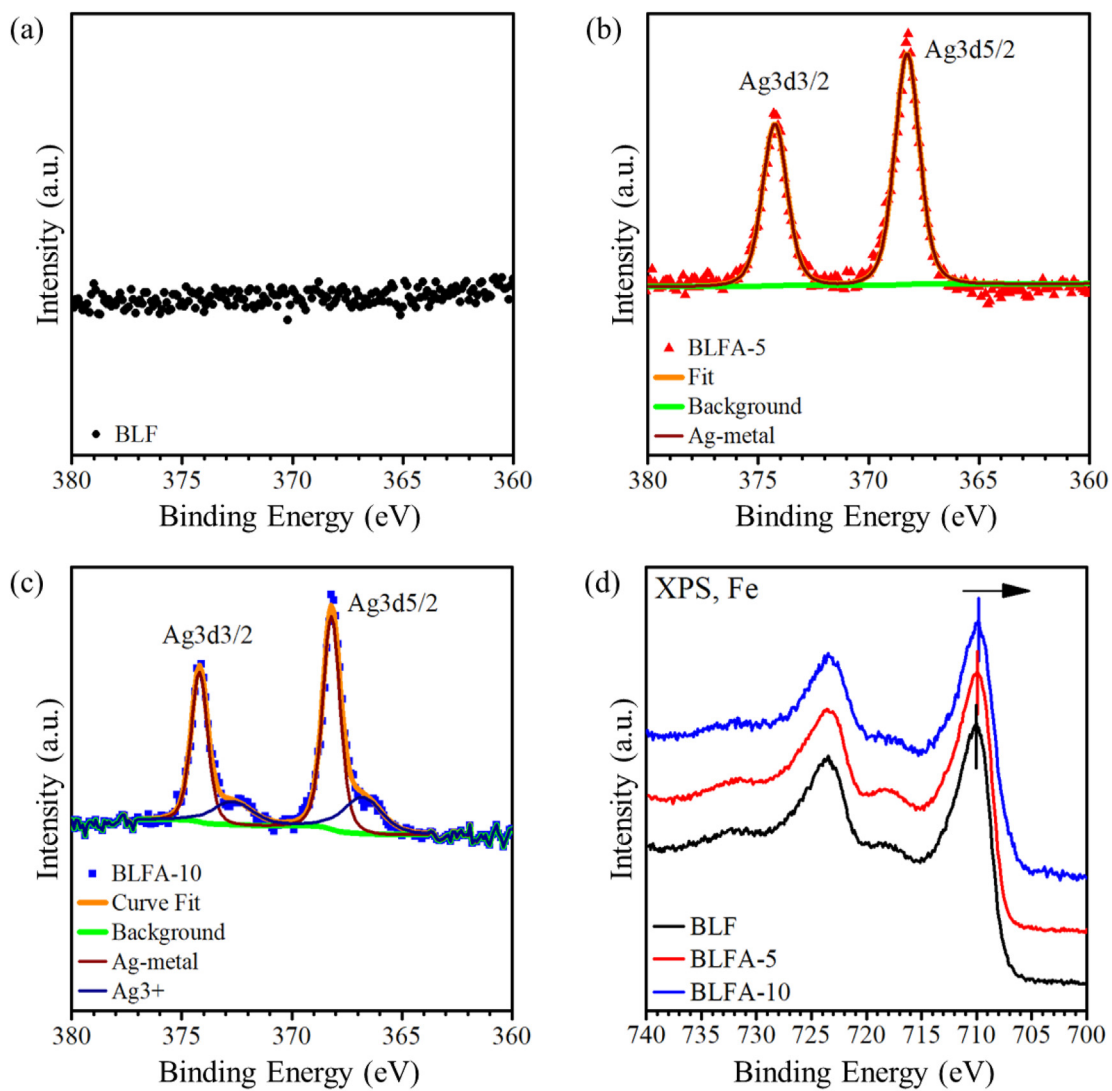 (a)
Intensity (a.u.)
BLF
380 375 370 365 360
Binding Energy (eV)
(b)
Ag3d5/2
Ag3d3/2
Intensity (a.u.)
BLFA-5
Fit
Background
Ag-metal
380 375 370 365 360
Binding Energy (eV)
(c)
Ag3d5/2
Ag3d3/2
Intensity (a.u.)
BLFA-10
Curve Fit
Background
Ag-metal
Ag3+
380 375 370 365 360
Binding Energy (eV)
(d)
XPS, Fe
Intensity (a.u.)
BLF
BLFA-5
BLFA-10
740 735 730 725 720 715 710 705 700
Binding Energy (eV)